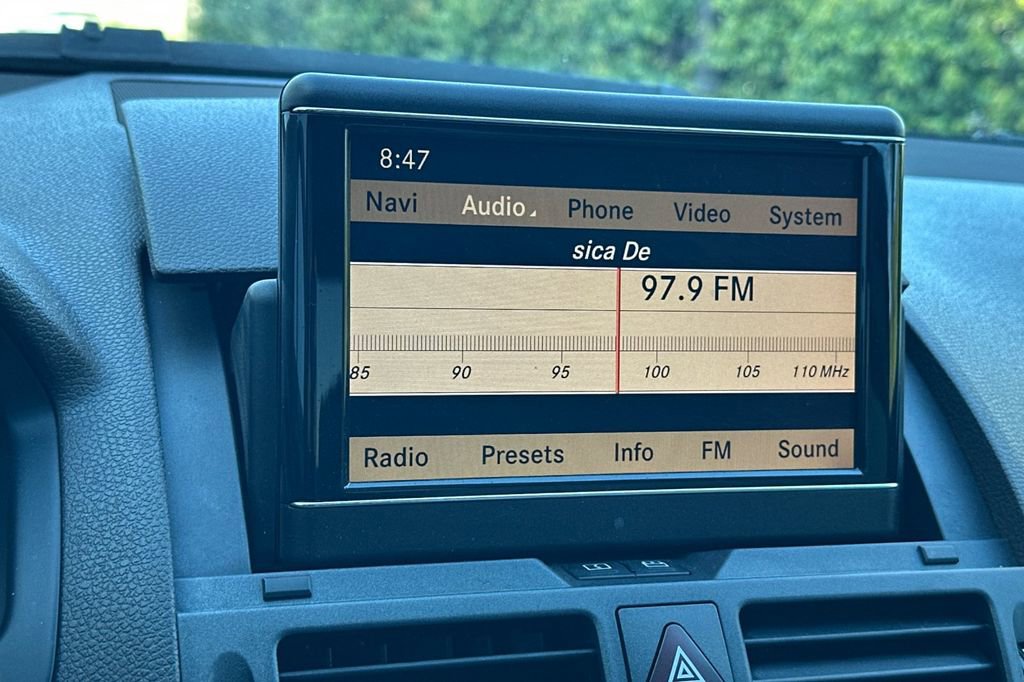 8:47
Navi Audio Phone Video System
sica De
97.9 FM
85 90 95 100 105 110 MHz
Radio Presets Info FM Sound